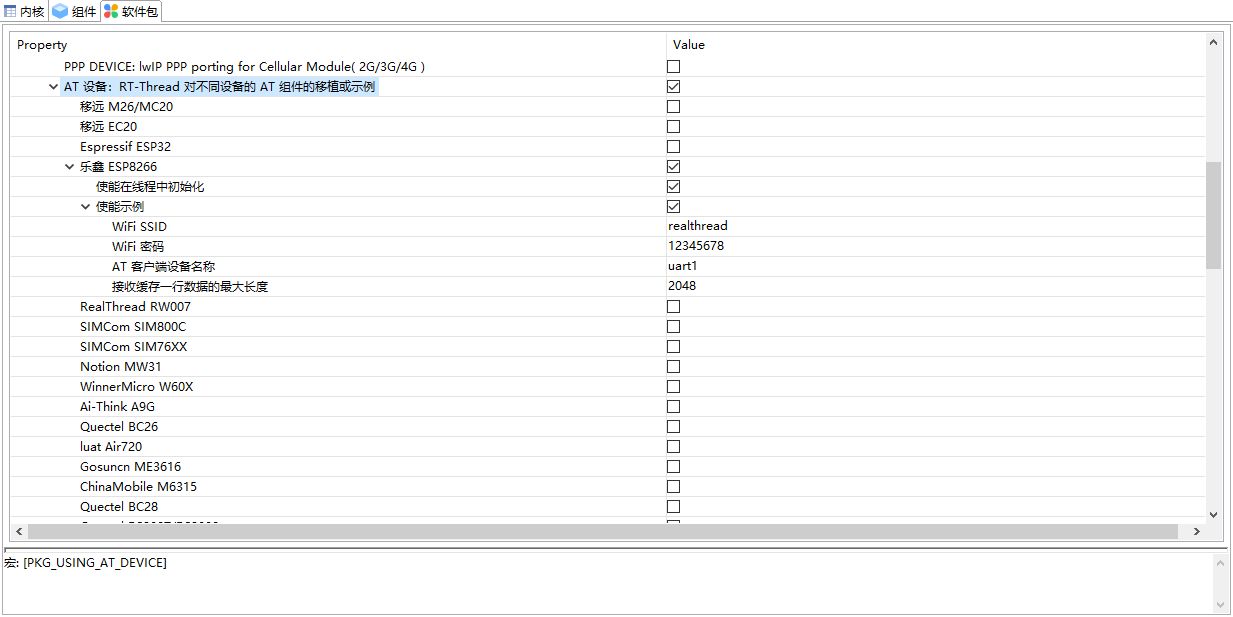 内核 组件 软件包
Property Value
PPP DEVICE: lwIP PPP porting for Cellular Module( 2G/3G/4G )
AT 设备：RT-Thread 对不同设备的 AT 组件的移植或示例
移远 M26/MC20
移远 EC20
Espressif ESP32
乐鑫 ESP8266
使能在线程中初始化
使能示例
WiFi SSID realthread
WiFi 密码 12345678
AT 客户端设备名称 uart1
接收缓存一行数据的最大长度 2048
RealThread RW007
SIMCom SIM800C
SIMCom SIM76XX
Notion MW31
WinnerMicro W60X
Ai-Think A9G
Quectel BC26
luat Air720
Gosuncn ME3616
ChinaMobile M6315
Quectel BC28
宏: [PKG_USING_AT_DEVICE]